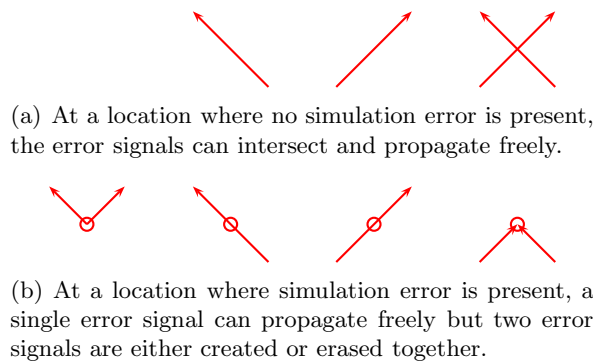 (a) At a location where no simulation error is present,
the error signals can intersect and propagate freely.
(b) At a location where simulation error is present, a
single error signal can propagate freely but two error
signals are either created or erased together.